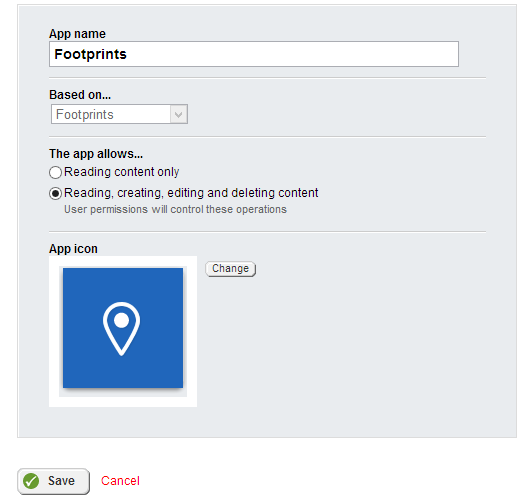 App name
Footprints
Based on...
Footprints
The app allows...
Reading content only
Reading, creating, editing and deleting content
User permissions will control these operations
App icon
Change
Save Cancel